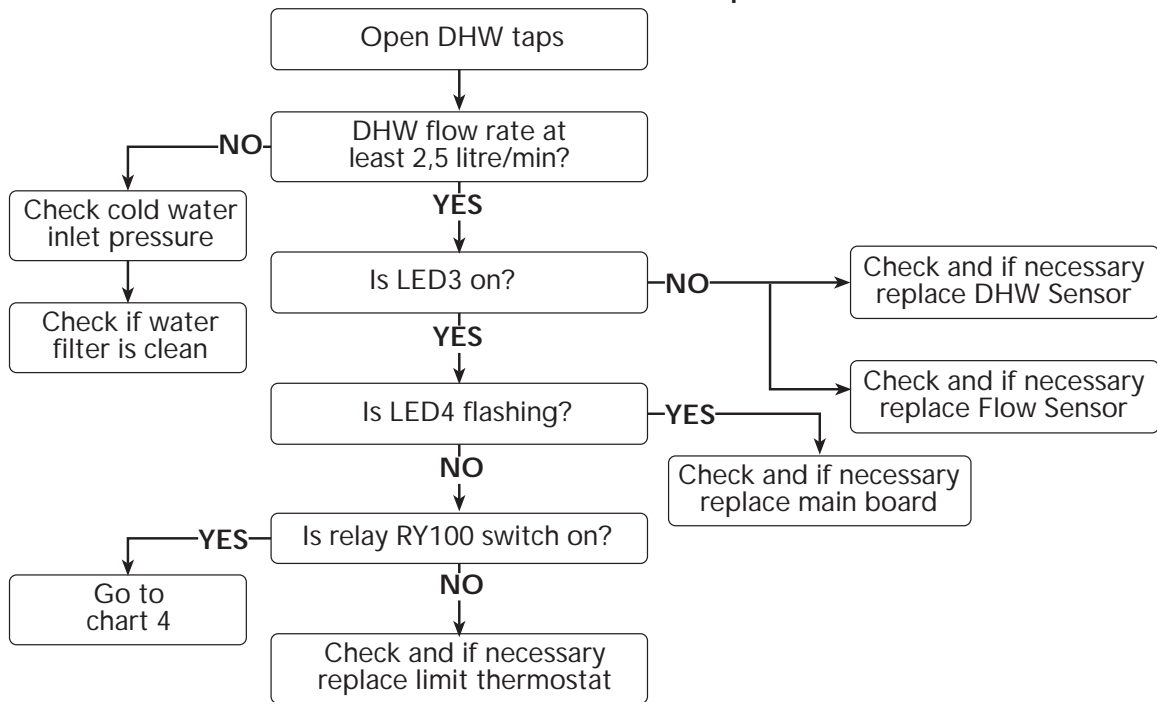 Open DHW taps
DHW flow rate at
least 2,5 litre/min?
NO
YES
Check cold water
inlet pressure
Check if water
filter is clean
Is LED3 on?
NO
Check and if necessary
replace DHW Sensor
Check and if necessary
replace Flow Sensor
YES
Is LED4 flashing?
YES
Check and if necessary
replace main board
NO
Is relay RY100 switch on?
YES
Go to
chart 4
NO
Check and if necessary
replace limit thermostat